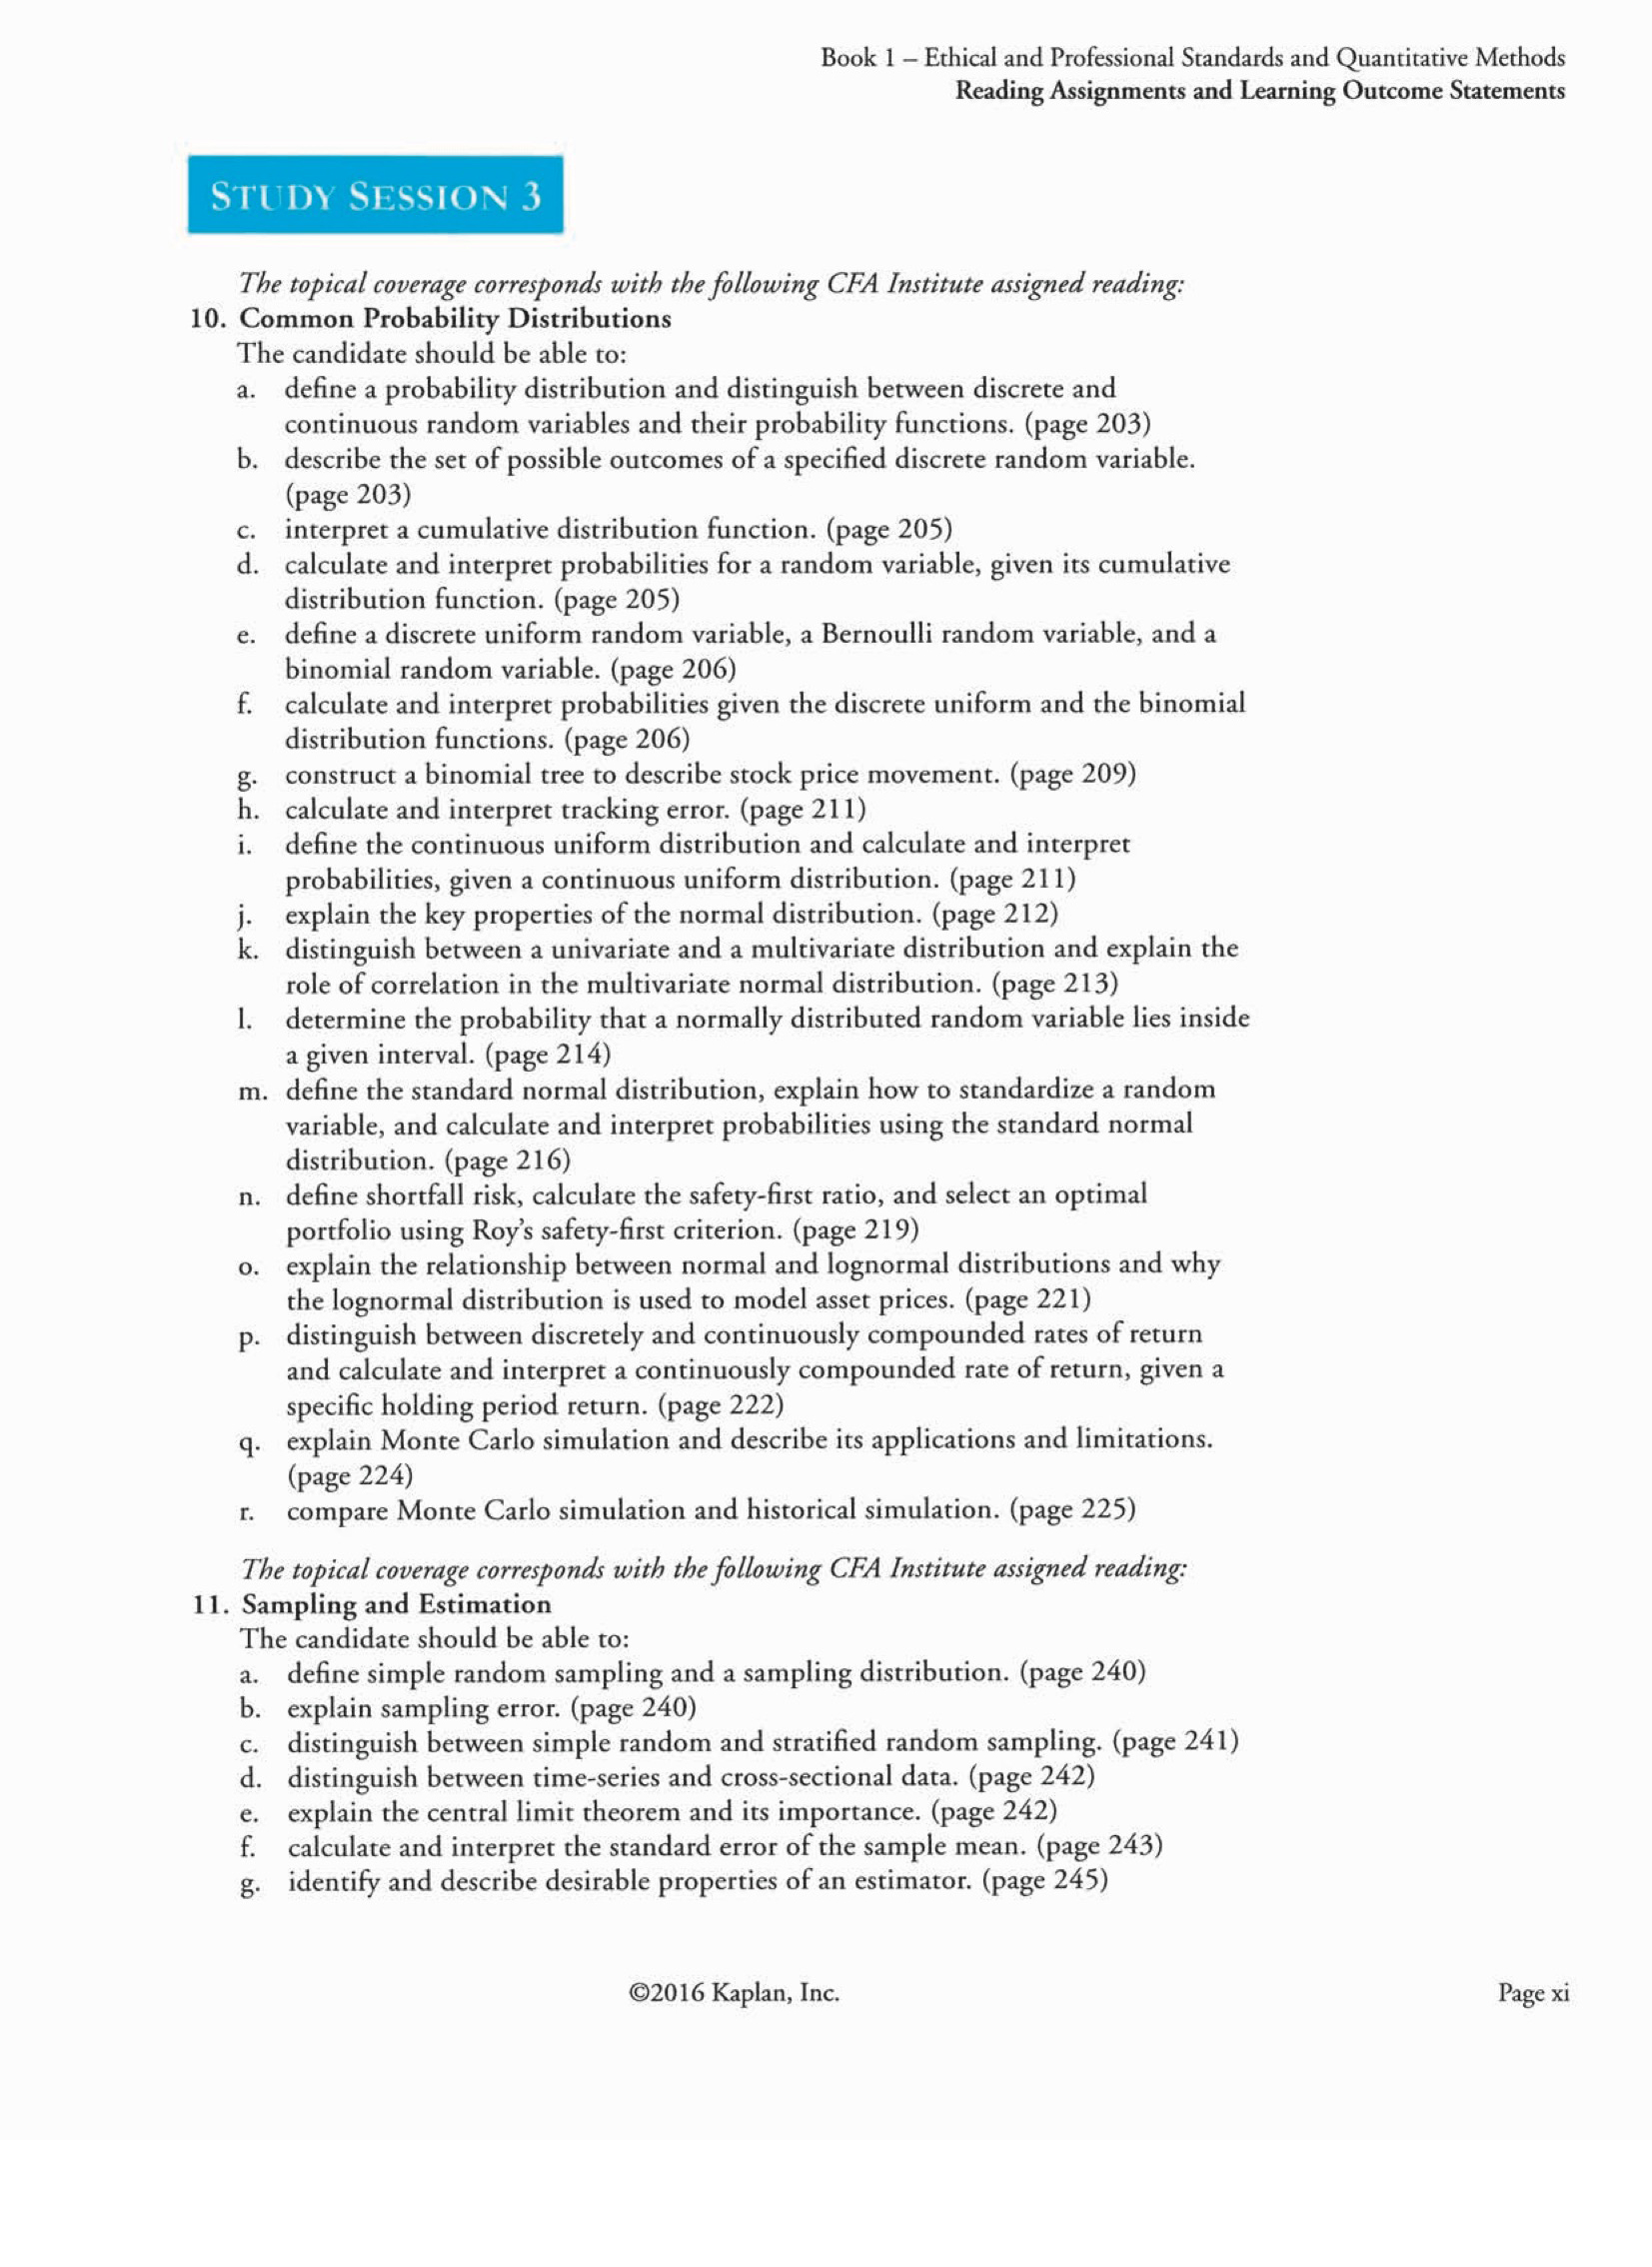 Book 1 – Ethical and Professional Standards and Quantitative Methods
Reading Assignments and Learning Outcome Statements
STUDY SESSION 3
The topical coverage corresponds with the following CFA Institute assigned reading:
10. Common Probability Distributions
The candidate should be able to:
a. define a probability distribution and distinguish between discrete and
continuous random variables and their probability functions. (page 203)
b. describe the set of possible outcomes of a specified discrete random variable.
(page 203)
c. interpret a cumulative distribution function. (page 205)
d. calculate and interpret probabilities for a random variable, given its cumulative
distribution function. (page 205)
e. define a discrete uniform random variable, a Bernoulli random variable, and a
binomial random variable. (page 206)
f. calculate and interpret probabilities given the discrete uniform and the binomial
distribution functions. (page 206)
g. construct a binomial tree to describe stock price movement. (page 209)
h. calculate and interpret tracking error. (page 211)
i. define the continuous uniform distribution and calculate and interpret
probabilities, given a continuous uniform distribution. (page 211)
j. explain the key properties of the normal distribution. (page 212)
k. distinguish between a univariate and a multivariate distribution and explain the
role of correlation in the multivariate normal distribution. (page 213)
l. determine the probability that a normally distributed random variable lies inside
a given interval. (page 214)
m. define the standard normal distribution, explain how to standardize a random
variable, and calculate and interpret probabilities using the standard normal
distribution. (page 216)
n. define shortfall risk, calculate the safety-first ratio, and select an optimal
portfolio using Roy's safety-first criterion. (page 219)
o. explain the relationship between normal and lognormal distributions and why
the lognormal distribution is used to model asset prices. (page 221)
p. distinguish between discretely and continuously compounded rates of return
and calculate and interpret a continuously compounded rate of return, given a
specific holding period return. (page 222)
q. explain Monte Carlo simulation and describe its applications and limitations.
(page 224)
r. compare Monte Carlo simulation and historical simulation. (page 225)
The topical coverage corresponds with the following CFA Institute assigned reading:
11. Sampling and Estimation
The candidate should be able to:
a. define simple random sampling and a sampling distribution. (page 240)
b. explain sampling error. (page 240)
c. distinguish between simple random and stratified random sampling. (page 241)
d. distinguish between time-series and cross-sectional data. (page 242)
e. explain the central limit theorem and its importance. (page 242)
f. calculate and interpret the standard error of the sample mean. (page 243)
g. identify and describe desirable properties of an estimator. (page 245)
©2016 Kaplan, Inc.
Page xi